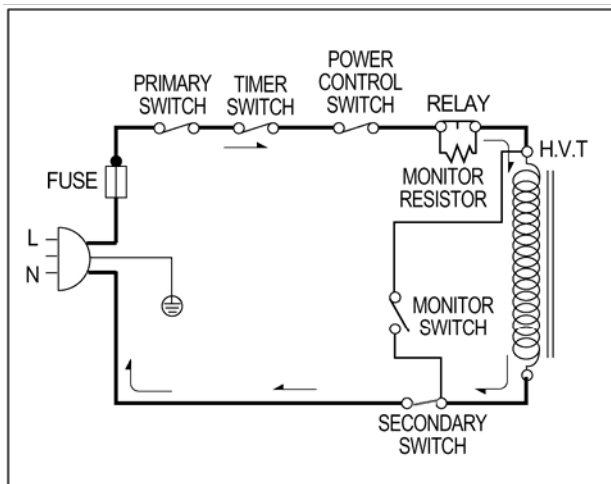 PRIMARY
SWITCH
TIMER
SWITCH
POWER
CONTROL
SWITCH
RELAY
H.V.T
FUSE
MONITOR
RESISTOR
L
N
MONITOR
SWITCH
SECONDARY
SWITCH